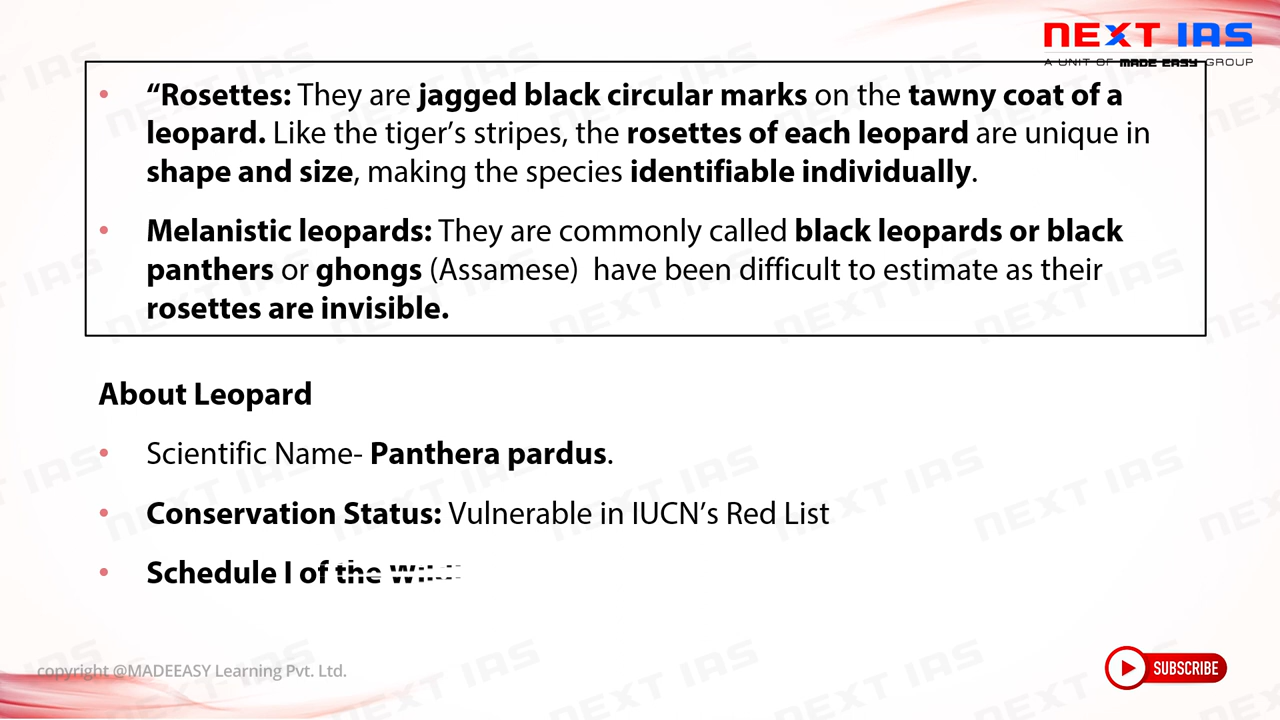 NEXT IAS
A UNIT OF MADE EASY GROUP
• “Rosettes: They are jagged black circular marks on the tawny coat of a
leopard. Like the tiger’s stripes, the rosettes of each leopard are unique in
shape and size, making the species identifiable individually.
• Melanistic leopards: They are commonly called black leopards or black
panthers or ghongs (Assamese) have been difficult to estimate as their
rosettes are invisible.
About Leopard
• Scientific Name- Panthera pardus.
• Conservation Status: Vulnerable in IUCN’s Red List
• Schedule I of the
copyright @MADEEASY Learning Pvt. Ltd.
SUBSCRIBE